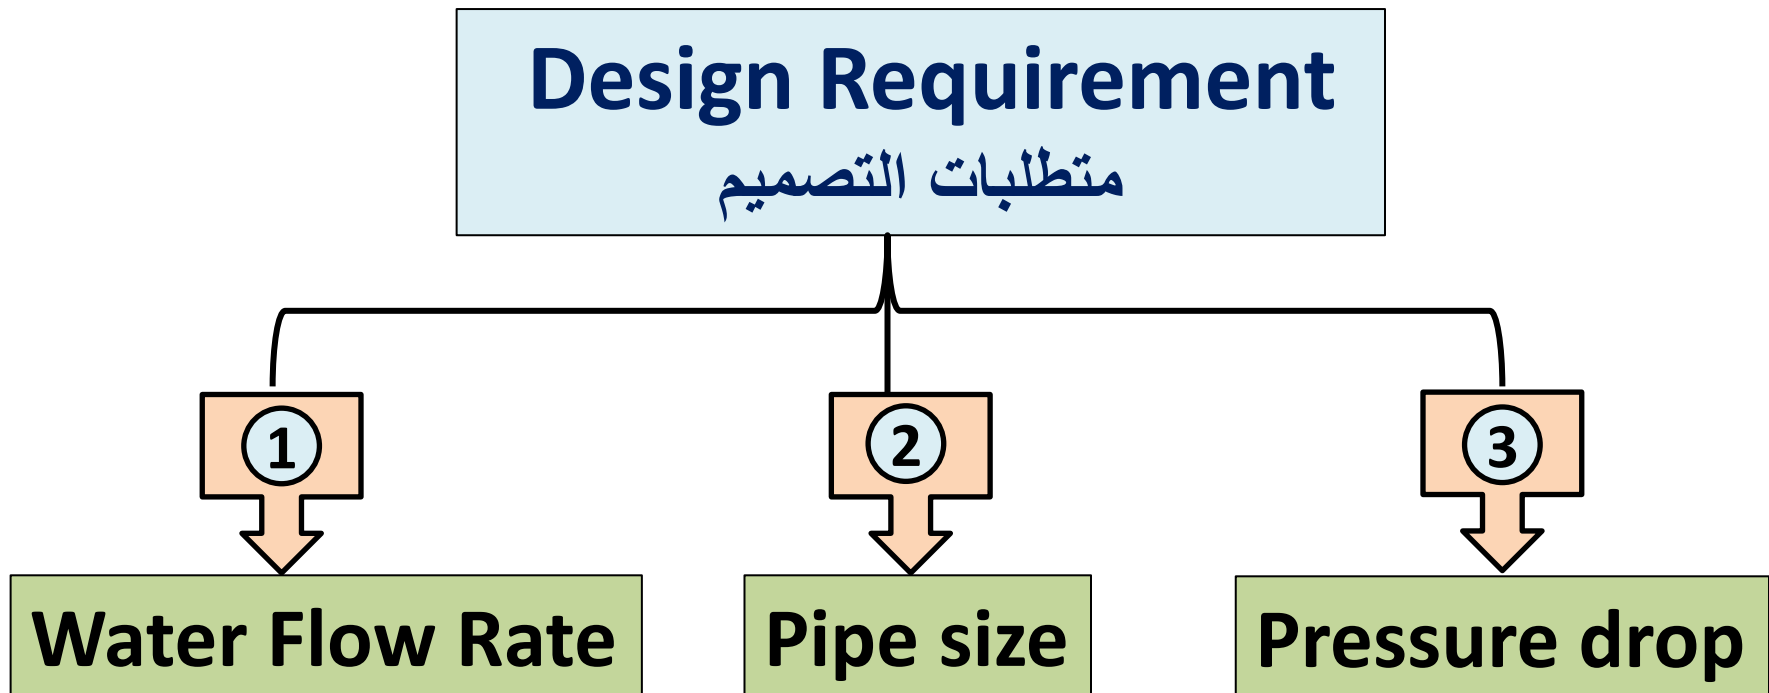 Design Requirement
متطلبات التصميم
1
2
3
Water Flow Rate
Pipe size
Pressure drop